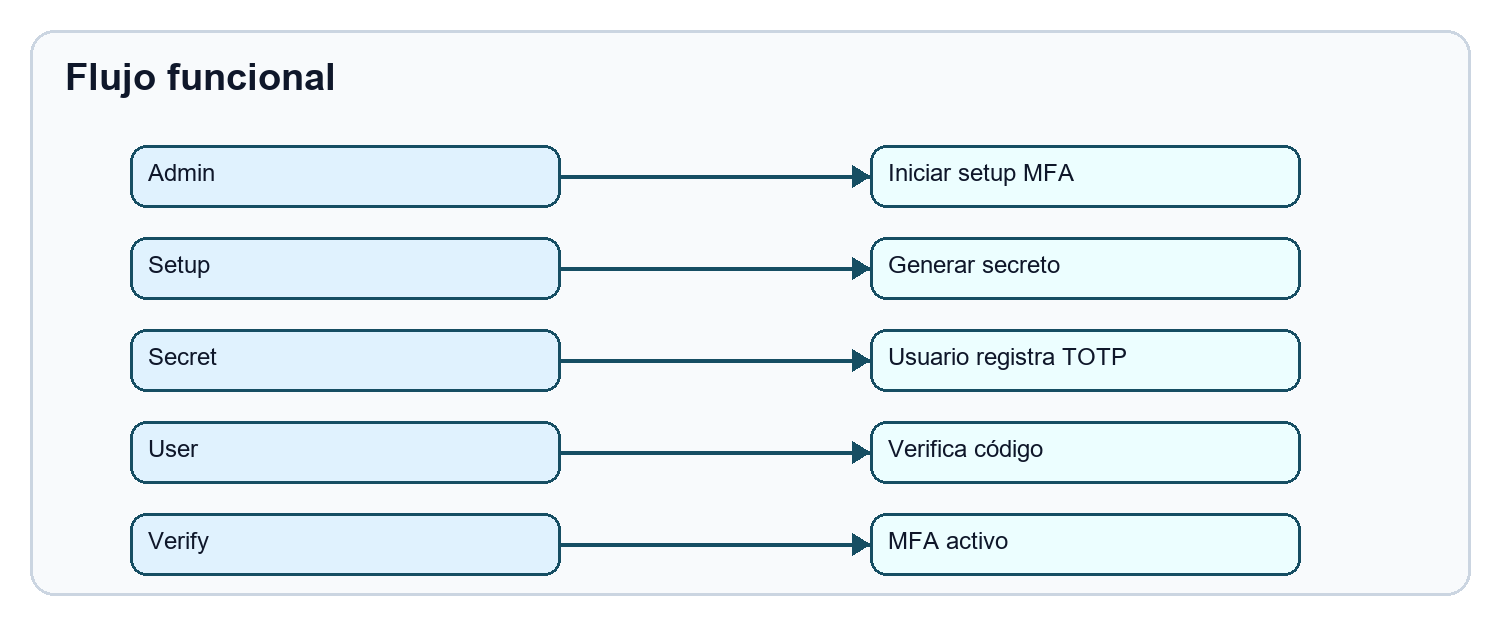 Flujo funcional
Admin
Iniciar setup MFA
Setup
Generar secreto
Secret
Usuario registra TOTP
User
Verifica código
Verify
MFA activo